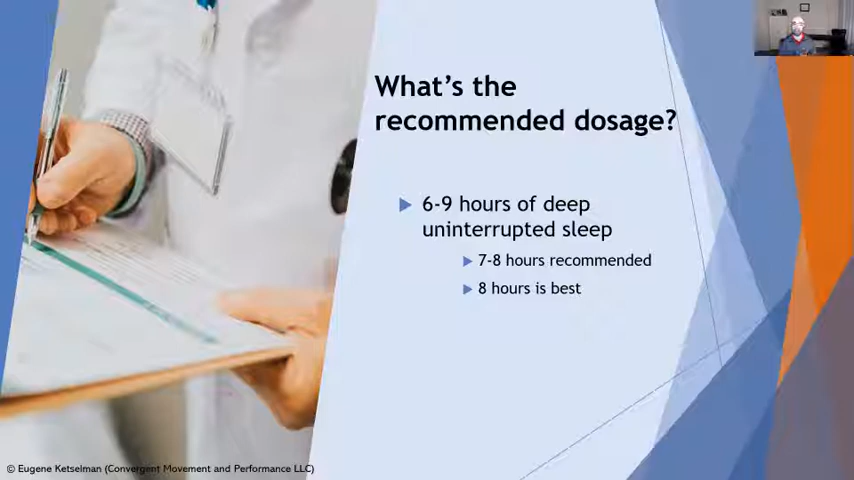 What's the
recommended dosage?
6-9 hours of deep
uninterrupted sleep
7-8 hours recommended
8 hours is best
© Eugene Ketselman (Convergent Movement and Performance LLC)